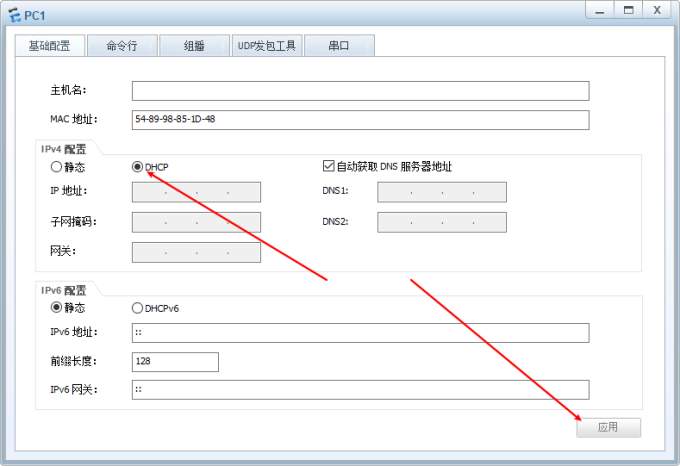 PC1
基础配置 命令行 组播 UDP发包工具 串口
主机名:
MAC 地址: 54-89-98-85-1D-48
IPv4 配置
静态 DHCP 自动获取 DNS 服务器地址
IP 地址: . . . DNS1: . . .
子网掩码: . . . DNS2: . . .
网关: . . .
IPv6 配置
静态 DHCPv6
IPv6 地址: ::
前缀长度: 128
IPv6 网关: ::
应用